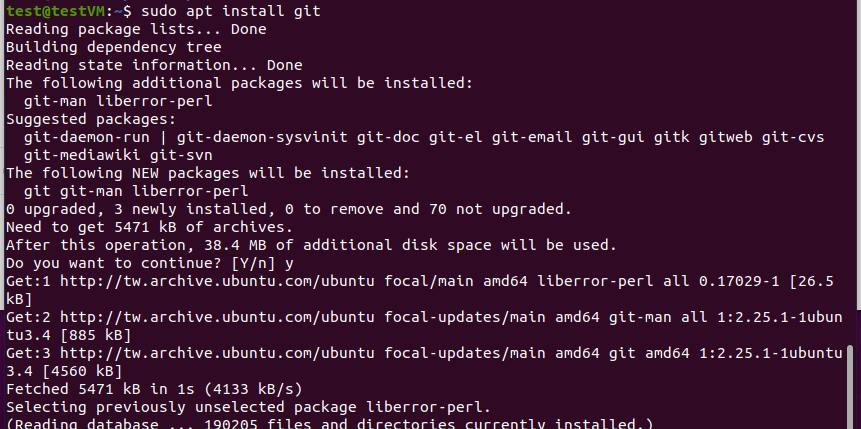 test@testVM:~$ sudo apt install git
Reading package lists... Done
Building dependency tree
Reading state information... Done
The following additional packages will be installed:
  git-man liberror-perl
Suggested packages:
  git-daemon-run | git-daemon-sysvinit git-doc git-el git-email git-gui gitk gitweb git-cvs
  git-mediawiki git-svn
The following NEW packages will be installed:
  git git-man liberror-perl
0 upgraded, 3 newly installed, 0 to remove and 70 not upgraded.
Need to get 5471 kB of archives.
After this operation, 38.4 MB of additional disk space will be used.
Do you want to continue? [Y/n] y
Get:1 http://tw.archive.ubuntu.com/ubuntu focal/main amd64 liberror-perl all 0.17029-1 [26.5
kB]
Get:2 http://tw.archive.ubuntu.com/ubuntu focal-updates/main amd64 git-man all 1:2.25.1-1ubun
tu3.4 [885 kB]
Get:3 http://tw.archive.ubuntu.com/ubuntu focal-updates/main amd64 git amd64 1:2.25.1-1ubuntu
3.4 [4560 kB]
Fetched 5471 kB in 1s (4133 kB/s)
Selecting previously unselected package liberror-perl.
(Reading database ... 190205 files and directories currently installed.)